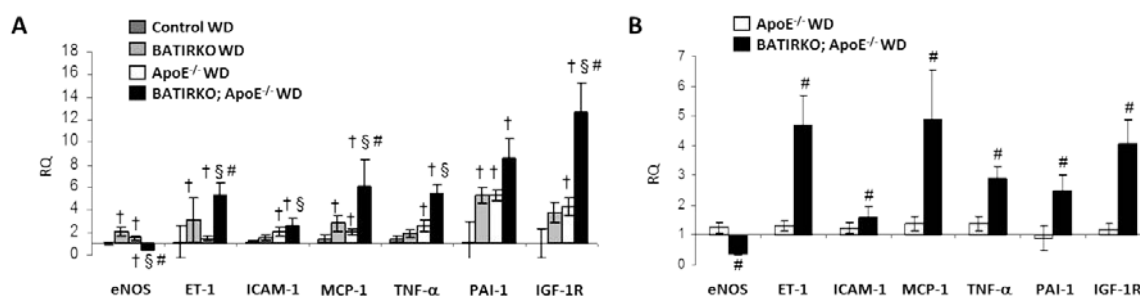 A
Control WD
BATIRKO WD
ApoE-/- WD
BATIRKO; ApoE-/- WD
RQ
18
16
14
12
10
8
6
4
2
0
† † † § #
† † † § #
† † §
† † † § #
† † §
† † †
† † § #
eNOS ET-1 ICAM-1 MCP-1 TNF-α PAI-1 IGF-1R
B
ApoE-/- WD
BATIRKO; ApoE-/- WD
RQ
7
6
5
4
3
2
1
0
# # # # # # #
eNOS ET-1 ICAM-1 MCP-1 TNF-α PAI-1 IGF-1R